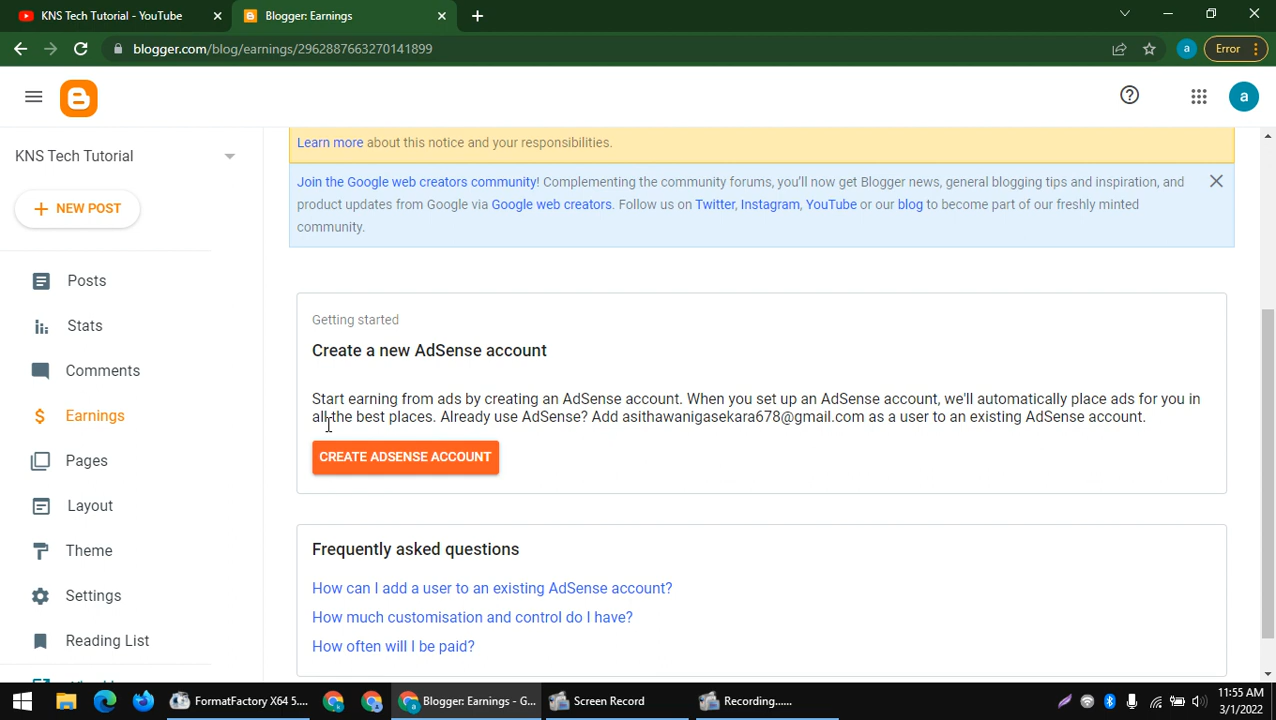 KNS Tech Tutorial - YouTube
Blogger: Earnings
blogger.com/blog/earnings/2962887663270141899
a
Error
a
KNS Tech Tutorial
NEW POST
Posts
Stats
Comments
Earnings
Pages
Layout
Theme
Settings
Reading List
Learn more about this notice and your responsibilities.
Join the Google web creators community! Complementing the community forums, you'll now get Blogger news, general blogging tips and inspiration, and
product updates from Google via Google web creators. Follow us on Twitter, Instagram, YouTube or our blog to become part of our freshly minted
community.
Getting started
Create a new AdSense account
Start earning from ads by creating an AdSense account. When you set up an AdSense account, we'll automatically place ads for you in
all the best places. Already use AdSense? Add asithawanigasekara678@gmail.com as a user to an existing AdSense account.
CREATE ADSENSE ACCOUNT
Frequently asked questions
How can I add a user to an existing AdSense account?
How much customisation and control do I have?
How often will I be paid?
FormatFactory X64 5....
Blogger: Earnings - G...
Screen Record
Recording......
11:55 AM
3/1/2022